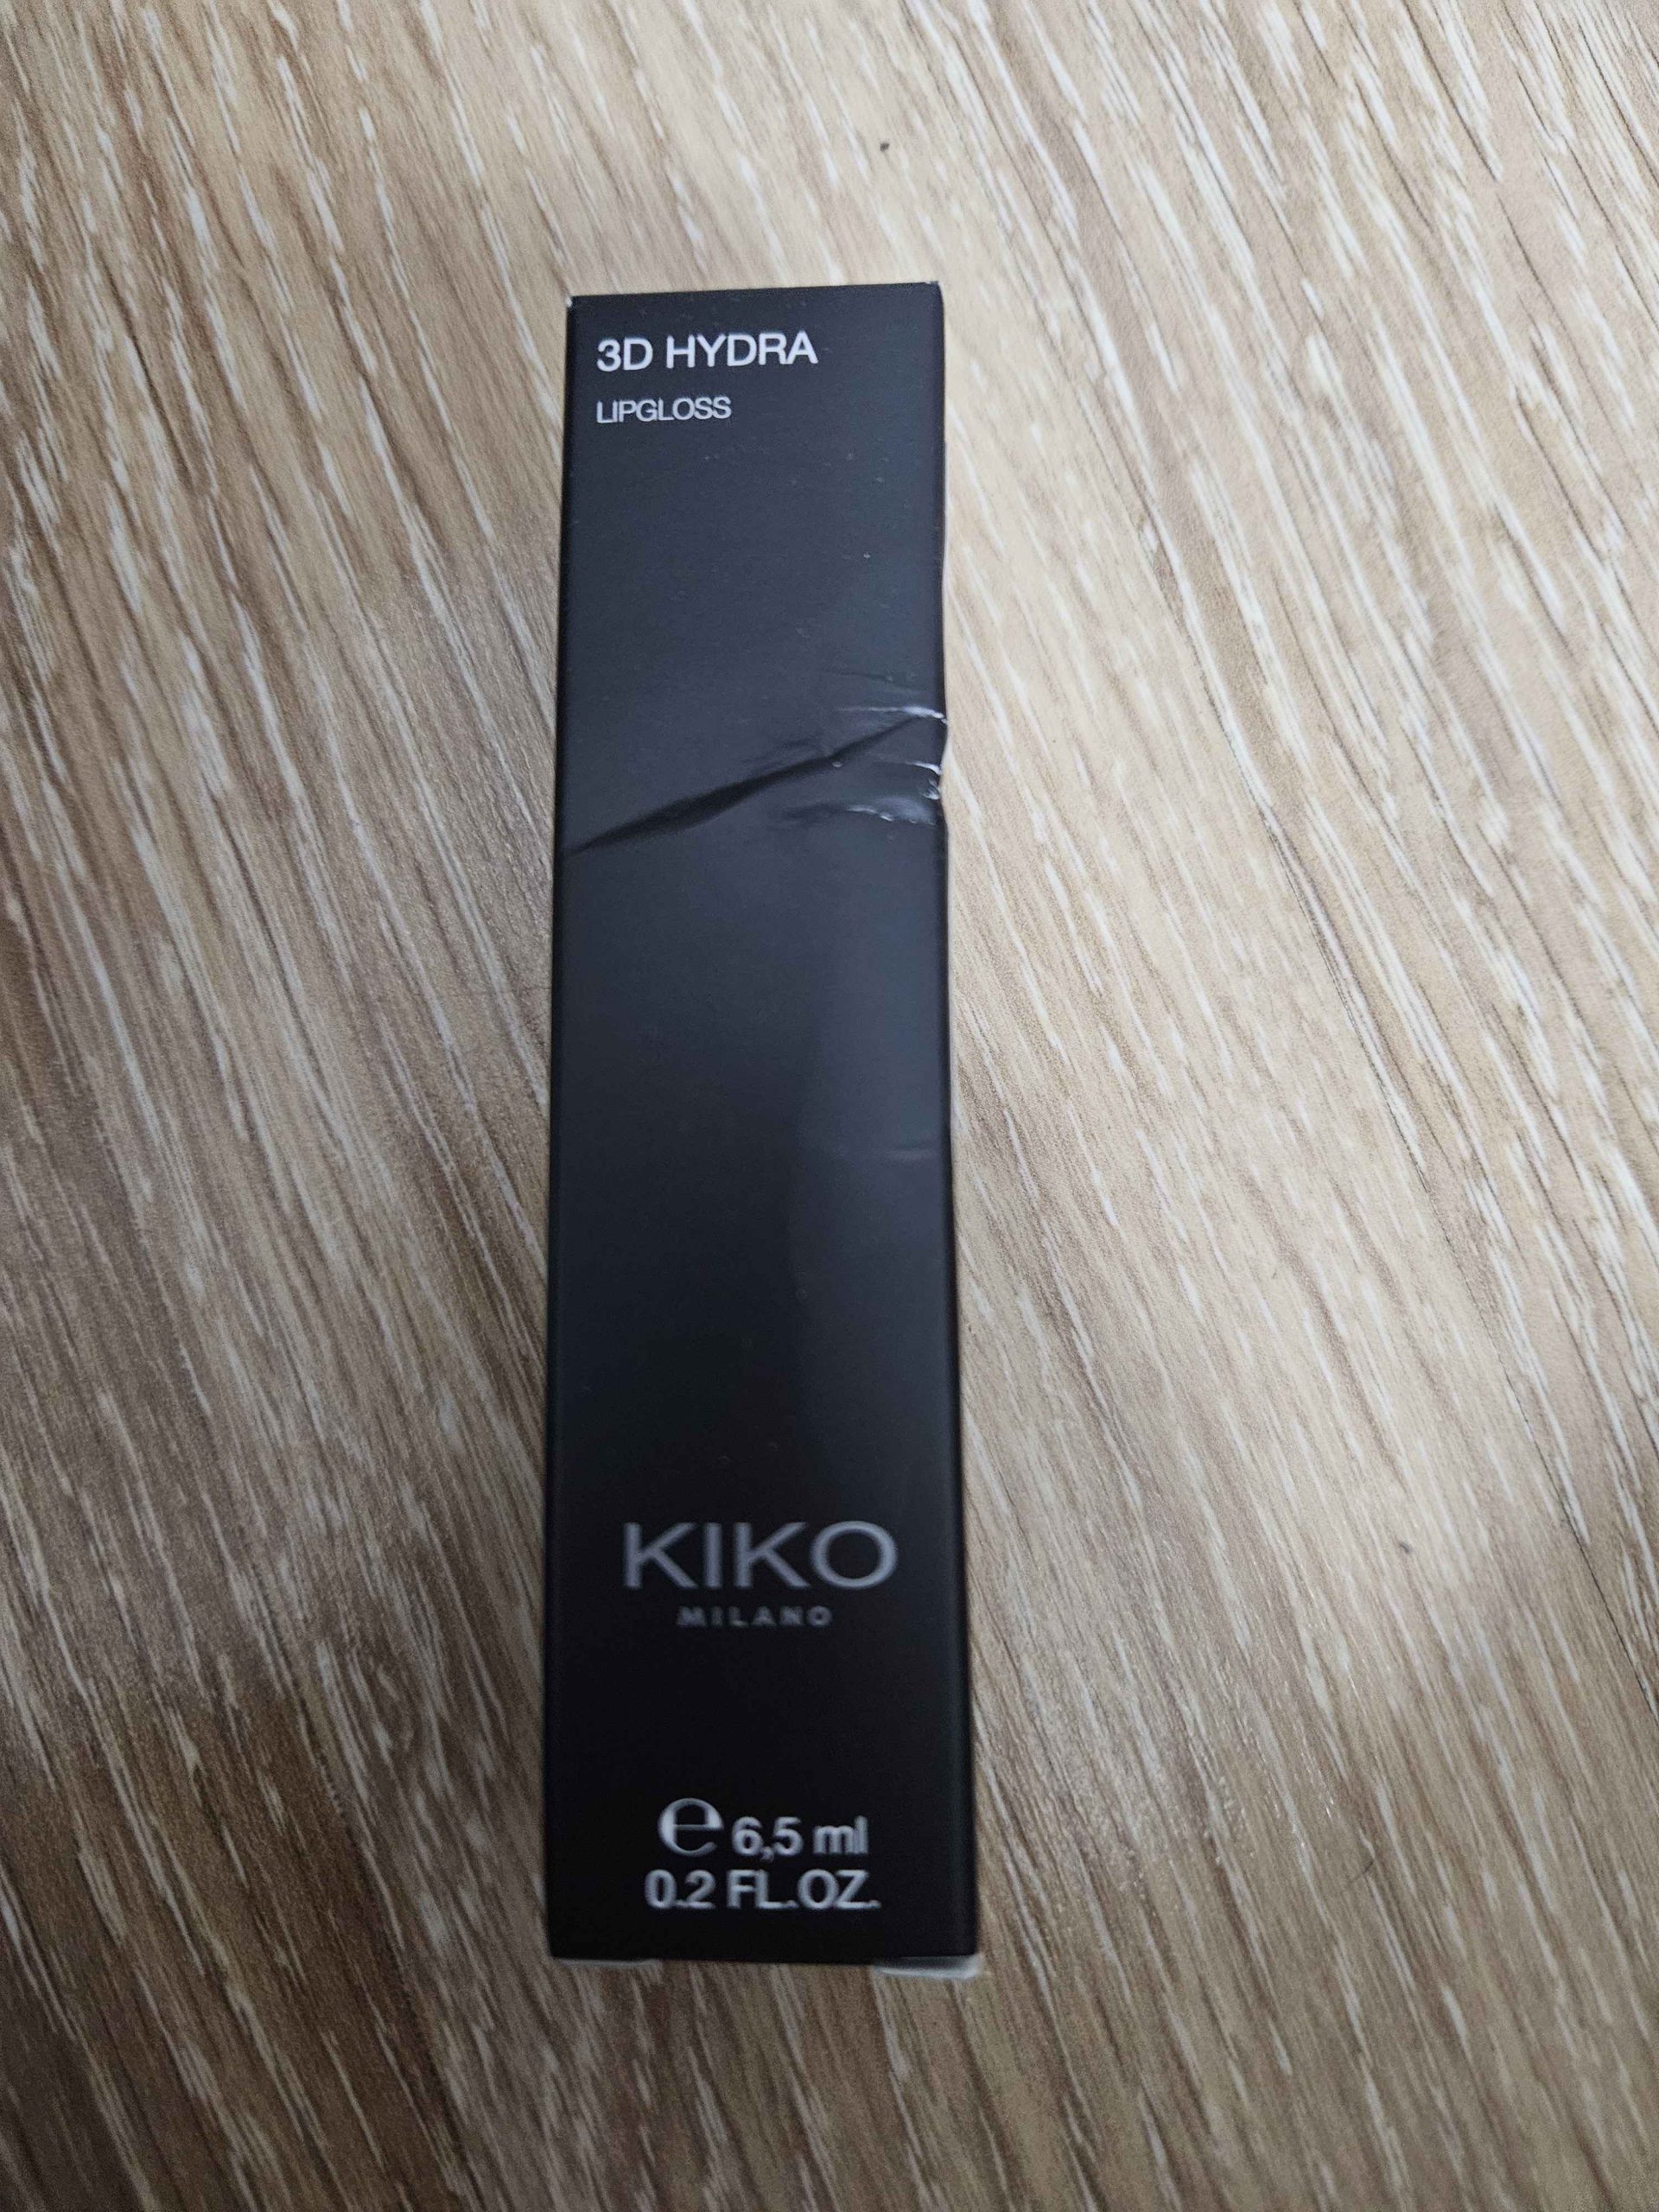 3D HYDRA
LIPGLOSS
KIKO
MILANO
e 6,5 ml
0.2 FL.OZ.